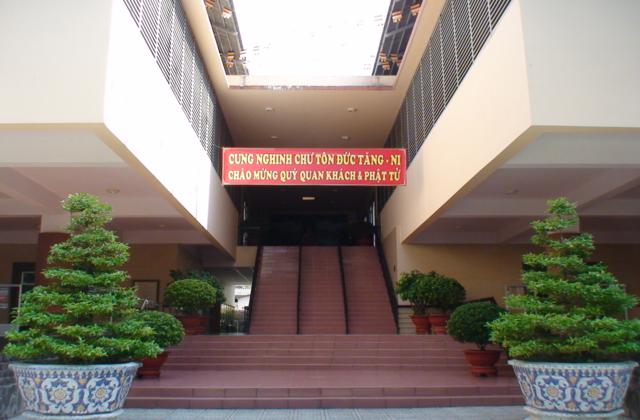 CUNG NGHINH CHƯ TÔN ĐỨC TĂNG - NI
CHÀO MỪNG QUÝ QUAN KHÁCH & PHẬT TỬ